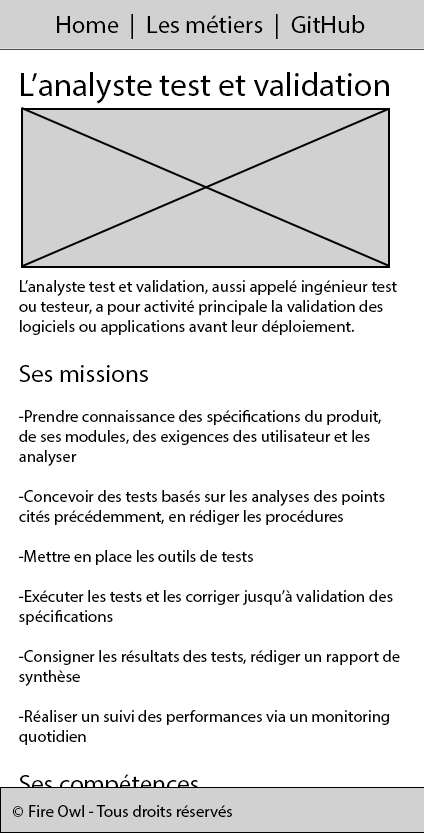 Home | Les métiers | GitHub
L’analyste test et validation
L’analyste test et validation, aussi appelé ingénieur test
ou testeur, a pour activité principale la validation des
logiciels ou applications avant leur déploiement.
Ses missions
-Prendre connaissance des spécifications du produit,
de ses modules, des exigences des utilisateur et les
analyser
-Concevoir des tests basés sur les analyses des points
cités précédemment, en rédiger les procédures
-Mettre en place les outils de tests
-Exécuter les tests et les corriger jusqu’à validation des
spécifications
-Consigner les résultats des tests, rédiger un rapport de
synthèse
-Réaliser un suivi des performances via un monitoring
quotidien
Ses compétences
© Fire Owl - Tous droits réservés